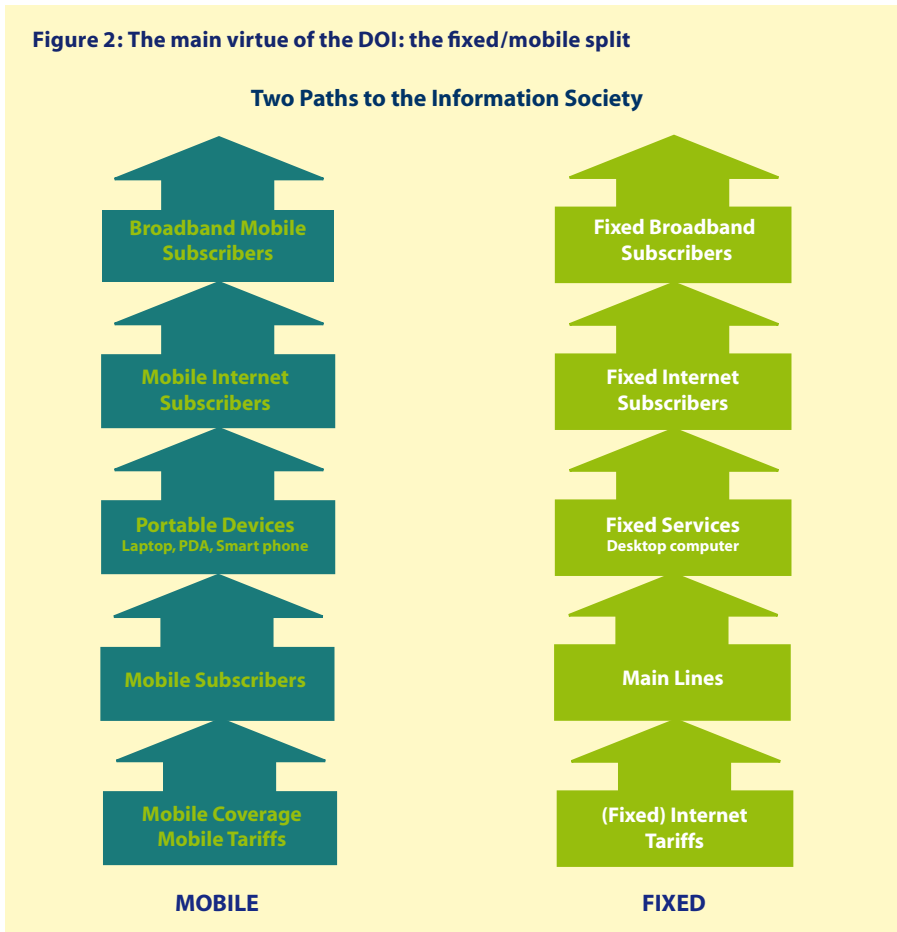 Figure 2: The main virtue of the DOI: the fixed/mobile split
Two Paths to the Information Society
Broadband Mobile
Subscribers
Mobile Internet
Subscribers
Portable Devices
Laptop, PDA, Smart phone
Mobile Subscribers
Mobile Coverage
Mobile Tariffs
MOBILE
Fixed Broadband
Subscribers
Fixed Internet
Subscribers
Fixed Services
Desktop computer
Main Lines
(Fixed) Internet
Tariffs
FIXED